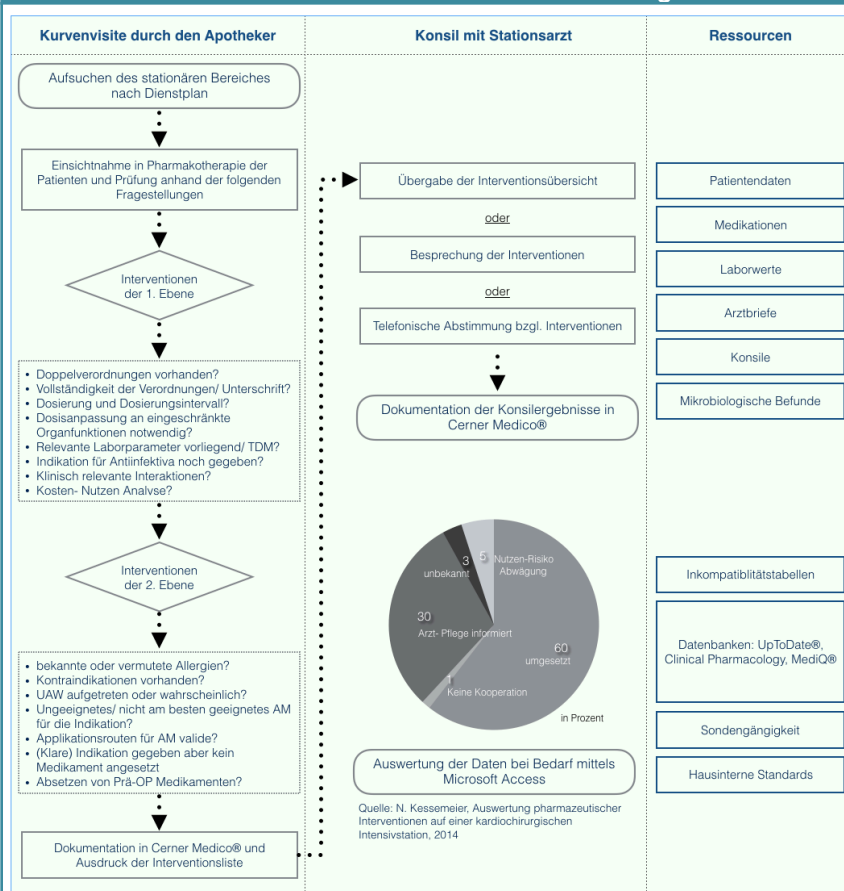 Kurvenvisite durch den Apotheker
Aufsuchen des stationären Bereiches
nach Dienstplan
Einsichtnahme in Pharmakotherapie der
Patienten und Prüfung anhand der folgenden
Fragestellungen
Interventionen
der 1. Ebene
• Doppelverordnungen vorhanden?
• Vollständigkeit der Verordnungen/ Unterschrift?
• Dosierung und Dosierungsintervall?
• Dosisanpassung an eingeschränkte
Organfunktionen notwendig?
• Relevante Laborparameter vorliegend/ TDM?
• Indikation für Antiinfektiva noch gegeben?
• Klinisch relevante Interaktionen?
• Kosten- Nutzen Analyse?
Interventionen
der 2. Ebene
• bekannte oder vermutete Allergien?
• Kontraindikationen vorhanden?
• UAW aufgetreten oder wahrscheinlich?
• Ungeeignetes/ nicht am besten geeignetes AM
für die Indikation?
• Applikationsrouten für AM valide?
• (Klare) Indikation gegeben aber kein
Medikament angesetzt
• Absetzen von Prä-OP Medikamenten?
Dokumentation in Cerner Medico® und
Ausdruck der Interventionsliste
Konsil mit Stationsarzt
Übergabe der Interventionsübersicht
oder
Besprechung der Interventionen
oder
Telefonische Abstimmung bzgl. Interventionen
Dokumentation der Konsilergebnisse in
Cerner Medico®
3
unbekannt
5
Nutzen-Risiko
Abwägung
30
Arzt- Pflege informiert
60
umgesetzt
1
Keine Kooperation
in Prozent
Auswertung der Daten bei Bedarf mittels
Microsoft Access
Quelle: N. Kessemeier, Auswertung pharmazeutischer
Interventionen auf einer kardiochirurgischen
Intensivstation, 2014
Ressourcen
Patientendaten
Medikationen
Laborwerte
Arztbriefe
Konsile
Mikrobiologische Befunde
Inkompatiblitätstabellen
Datenbanken: UpToDate®,
Clinical Pharmacology, MediQ®
Sondengängigkeit
Hausinterne Standards